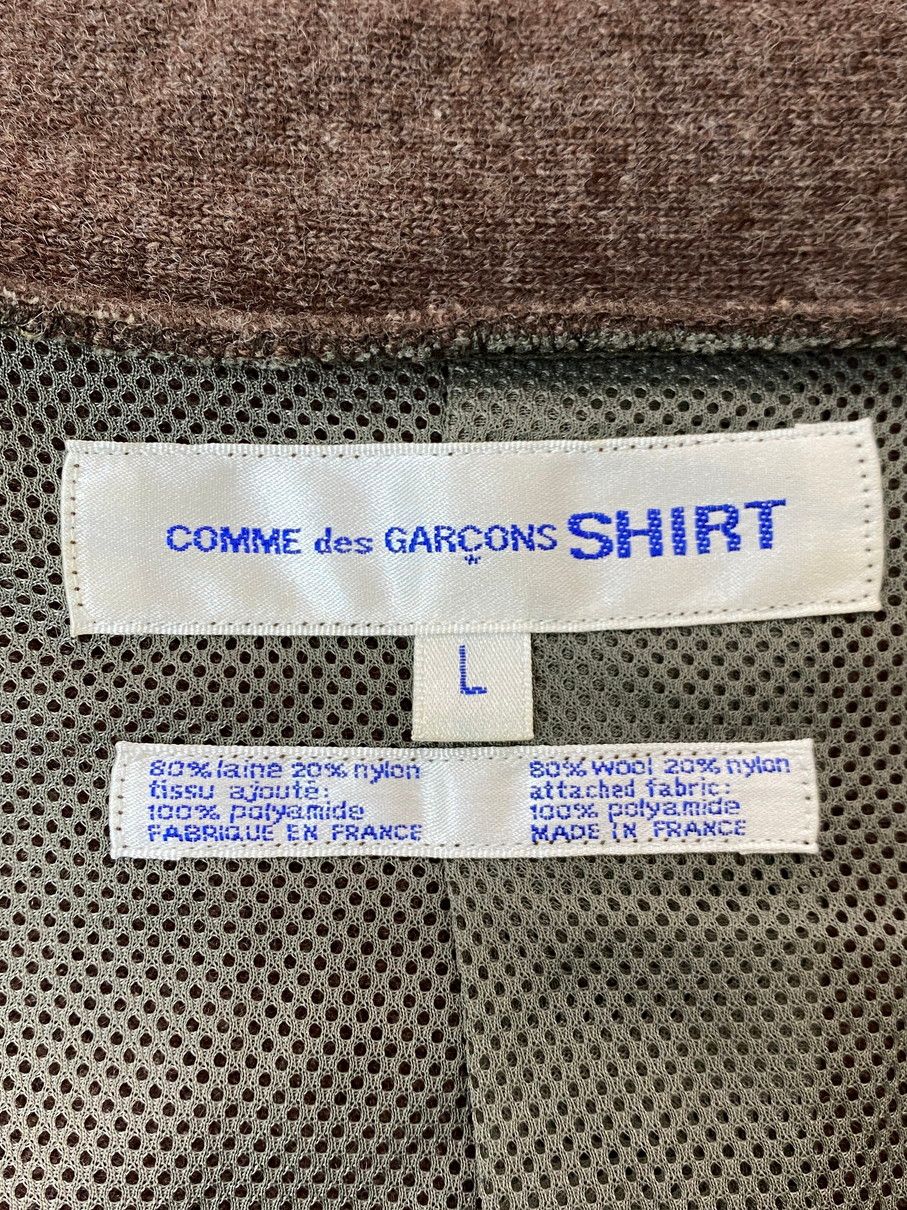 COMME des GARÇONS SHIRT
L
80% laine 20% nylon
tissu ajouté:
100% polyamide
FABRIQUE EN FRANCE
80% wool 20% nylon
attached fabric:
100% polyamide
MADE IN FRANCE